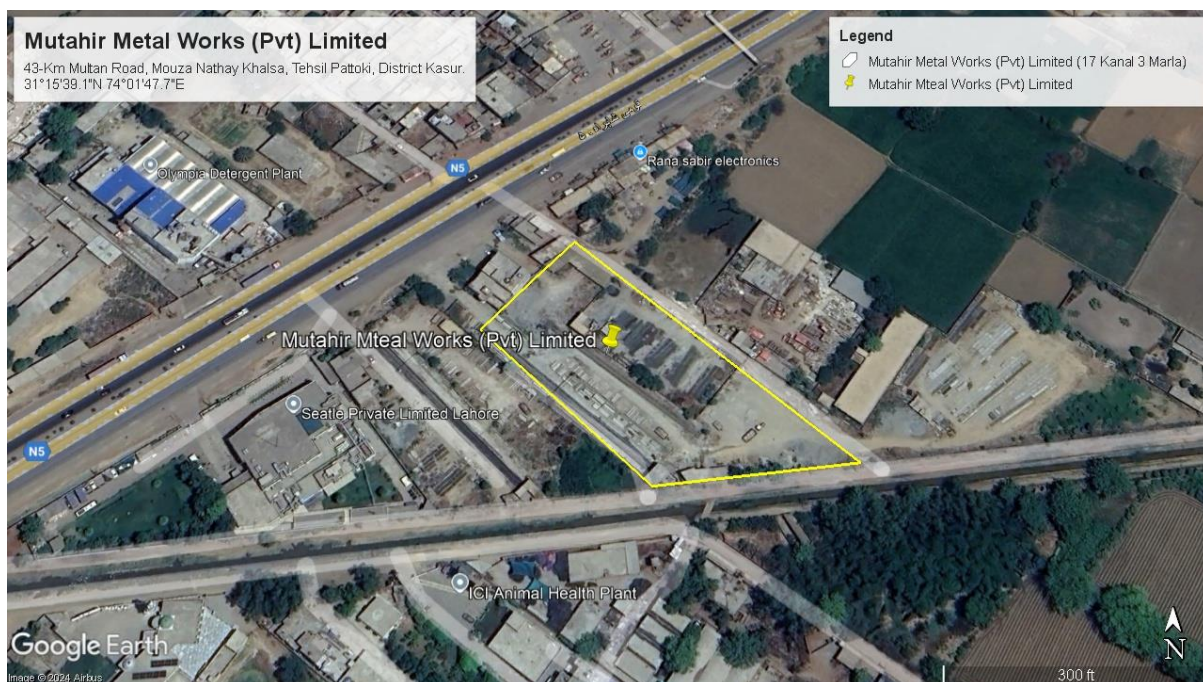 Mutahir Metal Works (Pvt) Limited
43-Km Multan Road, Mouza Nathay Khalsa, Tehsil Pattoki, District Kasur.
31°15'39.1"N 74°01'47.7"E
Legend
Mutahir Metal Works (Pvt) Limited (17 Kanal 3 Marla)
Mutahir Mteal Works (Pvt) Limited
Olympia Detergent Plant
N5
Rana sabir electronics
Mutahir Mteal Works (Pvt) Limited
Seatle Private Limited Lahore
N5
ICI Animal Health Plant
Google Earth
Image © 2024 Airbus
300 ft
N